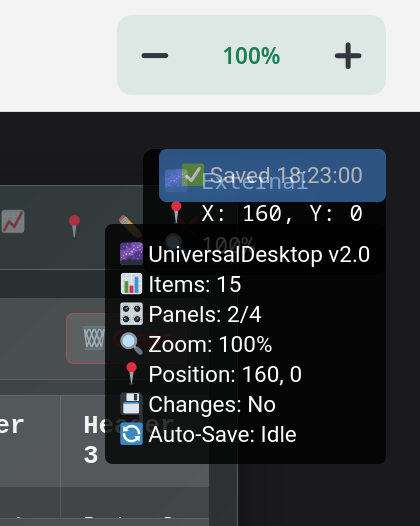 100%
✅ Saved 18:23:00
External
X: 160, Y: 0
100%
UniversalDesktop v2.0
Items: 15
Panels: 2/4
Zoom: 100%
Position: 160, 0
Changes: No
Auto-Save: Idle
er
3